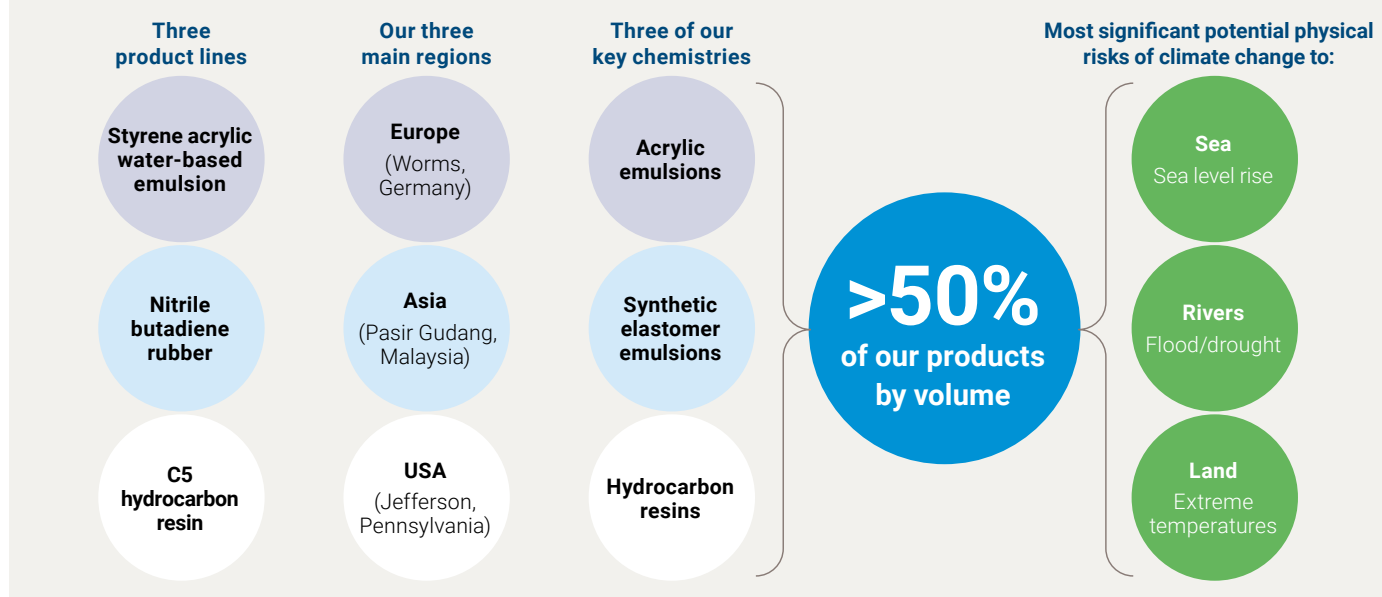 Three
product lines
Our three
main regions
Three of our
key chemistries
Most significant potential physical
risks of climate change to:
Styrene acrylic
water-based
emulsion
Europe
(Worms,
Germany)
Acrylic
emulsions
Sea
Sea level rise
Nitrile
butadiene
rubber
Asia
(Pasir Gudang,
Malaysia)
Synthetic
elastomer
emulsions
>50%
of our products
by volume
Rivers
Flood/drought
C5
hydrocarbon
resin
USA
(Jefferson,
Pennsylvania)
Hydrocarbon
resins
Land
Extreme
temperatures